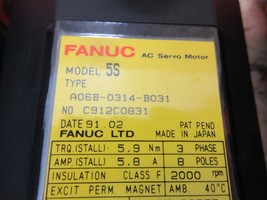 FANUC AC Servo Motor
MODEL 5S
TYPE
A06B-0314-B031
NO C912C0831
DATE 91.02 PAT PEND
FANUC LTD MADE IN JAPAN
TRQ.(STALL) 5.9 Nm 3 PHASE
AMP.(STALL) 5.8 A 8 POLES
INSULATION CLASS F 2000 rpm
EXCIT PERM. MAGNET AMB. 40°C